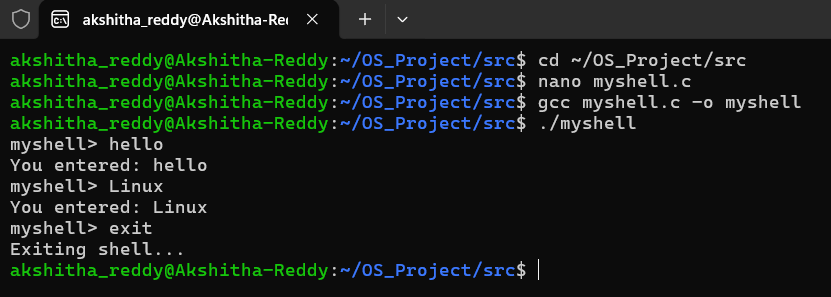 akshitha_reddy@Akshitha-Re
akshitha_reddy@Akshitha-Reddy:~/OS_Project/src$ cd ~/OS_Project/src
akshitha_reddy@Akshitha-Reddy:~/OS_Project/src$ nano myshell.c
akshitha_reddy@Akshitha-Reddy:~/OS_Project/src$ gcc myshell.c -o myshell
akshitha_reddy@Akshitha-Reddy:~/OS_Project/src$ ./myshell
myshell> hello
You entered: hello
myshell> Linux
You entered: Linux
myshell> exit
Exiting shell...
akshitha_reddy@Akshitha-Reddy:~/OS_Project/src$